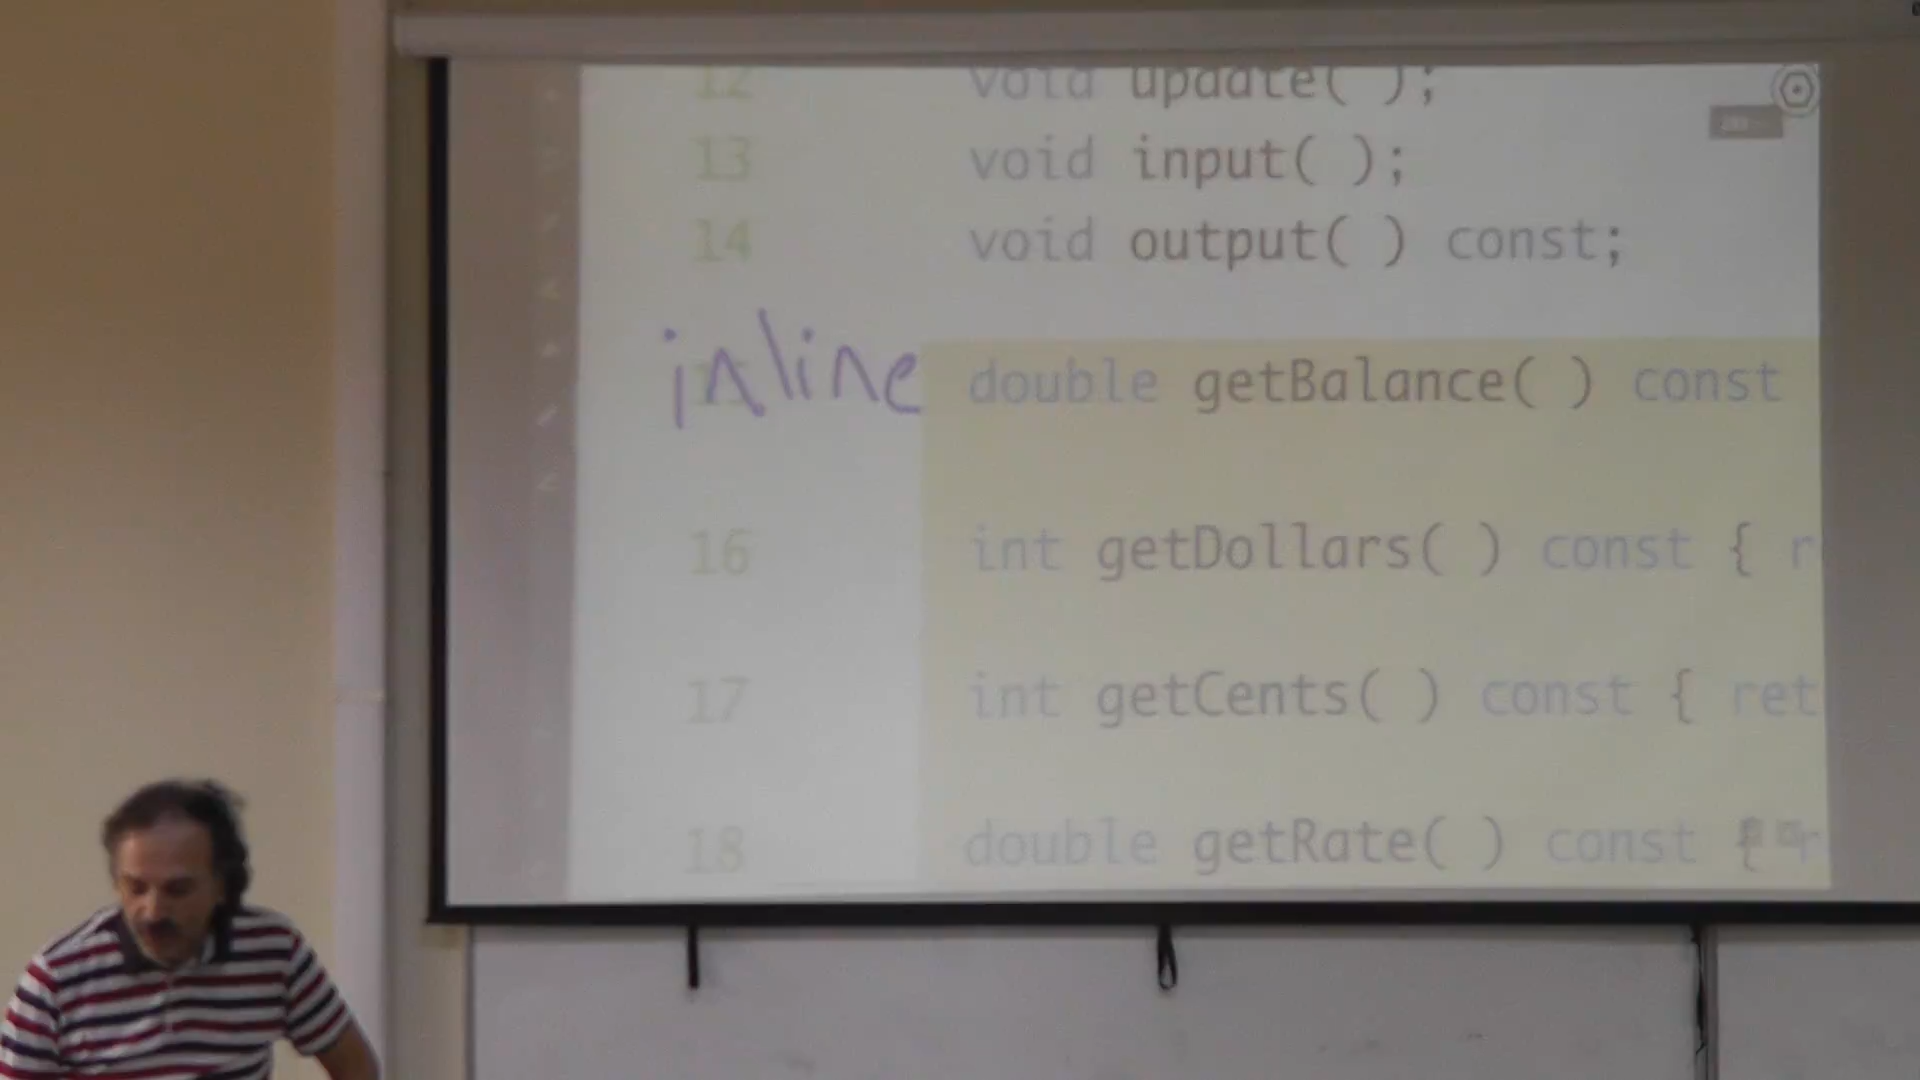 12 void update( );
13 void input( );
14 void output( ) const;
inline double getBalance( ) const
16 int getDollars( ) const { r
17 int getCents( ) const { ret
18 double getRate( ) const { r